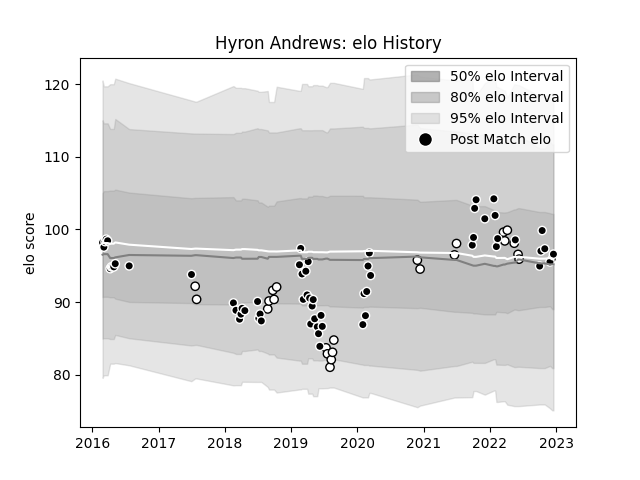 Hyron Andrews: elo History
50% elo Interval
80% elo Interval
95% elo Interval
Post Match elo
elo score
120
110
100
90
80
2016 2017 2018 2019 2020 2021 2022 2023